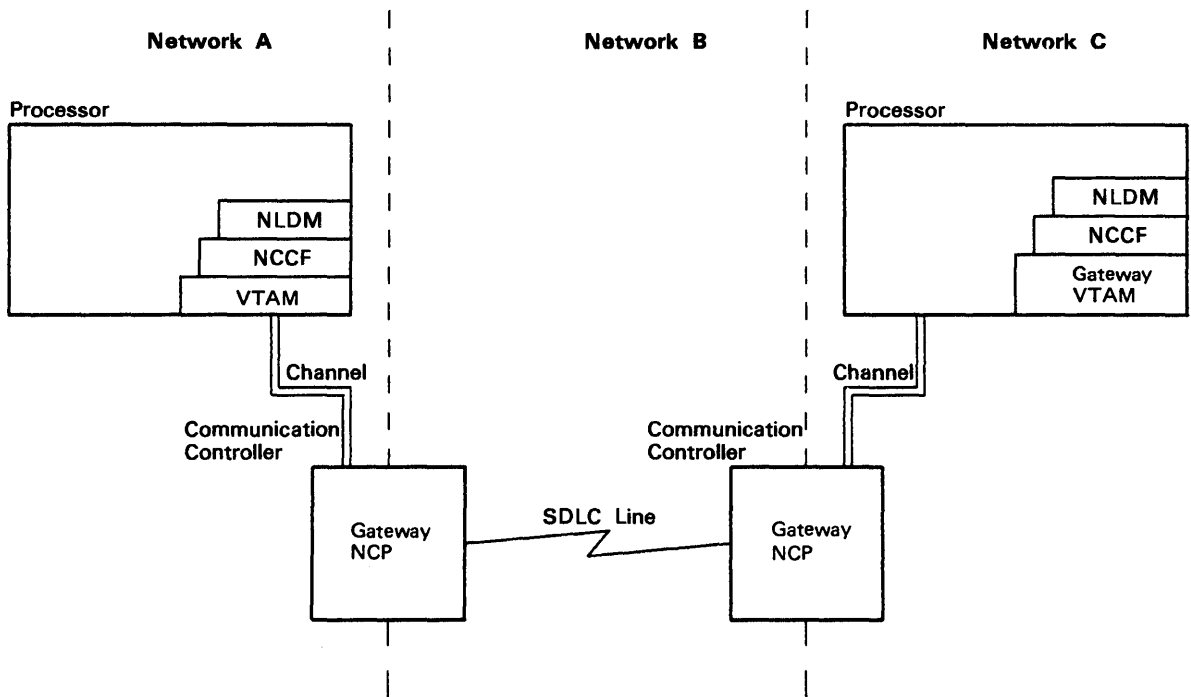 Network A
Network B
Network C
Processor
Processor
NLDM
NCCF
VTAM
NLDM
NCCF
Gateway
VTAM
Channel
Channel
Communication
Controller
Communication
Controller
Gateway
NCP
SDLC Line
Gateway
NCP